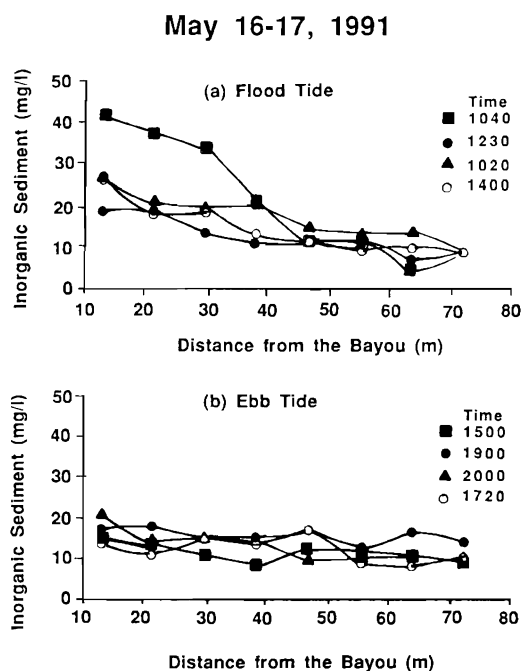 May 16-17, 1991
(a) Flood Tide
Time
1040
1230
1020
1400
Inorganic Sediment (mg/l)
50
40
30
20
10
0
10 20 30 40 50 60 70 80
Distance from the Bayou (m)
(b) Ebb Tide
Time
1500
1900
2000
1720
Inorganic Sediment (mg/l)
50
40
30
20
10
0
10 20 30 40 50 60 70 80
Distance from the Bayou (m)